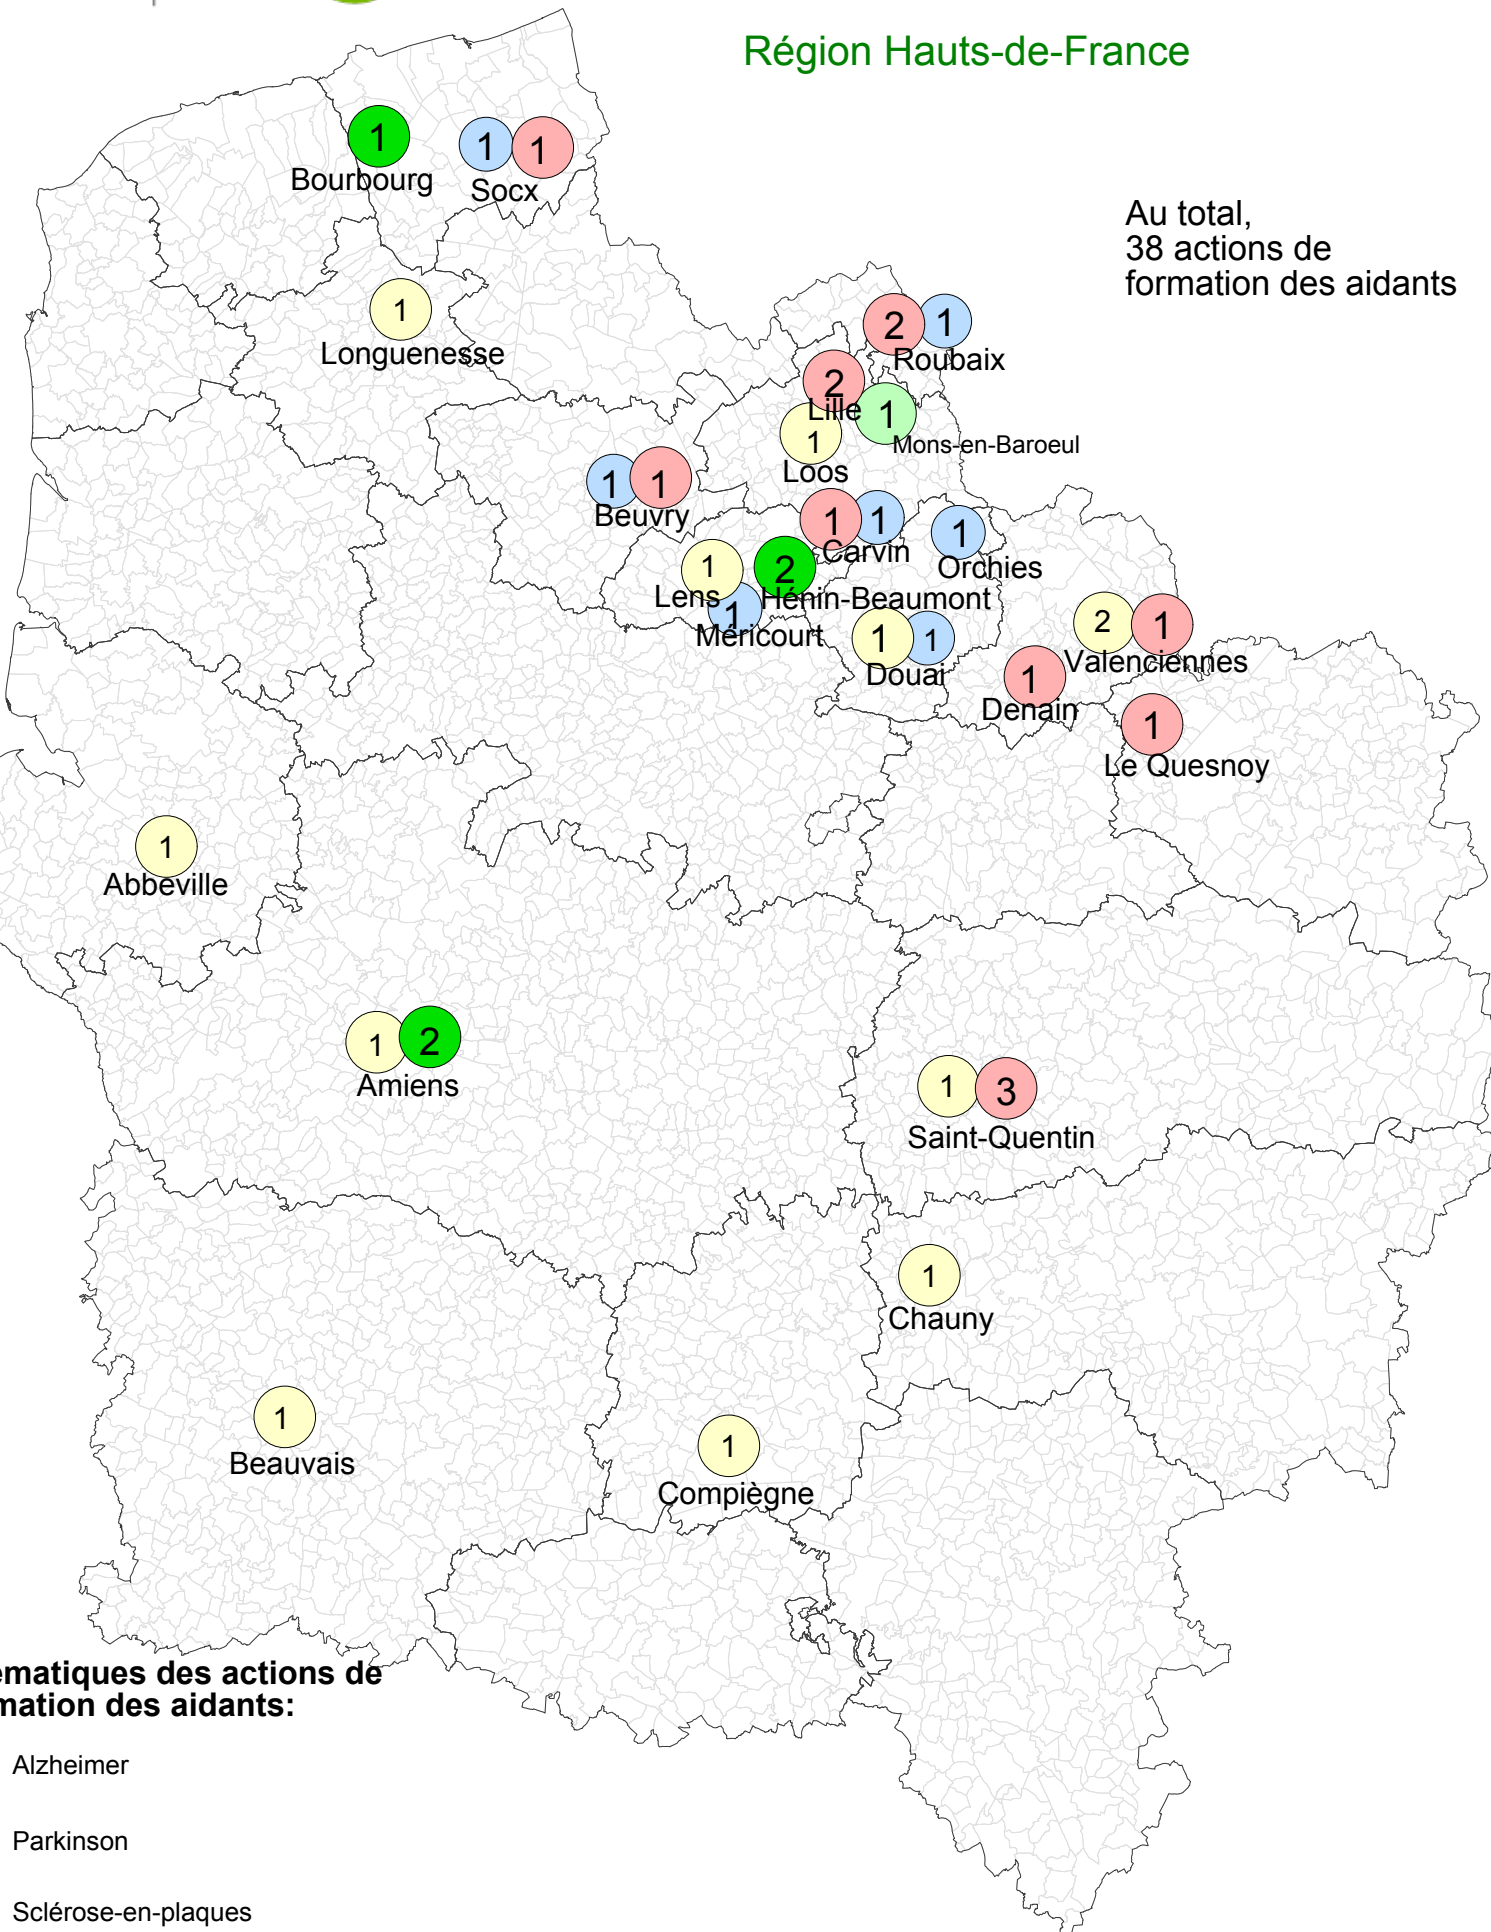 Région Hauts-de-France
Au total,
38 actions de
formation des aidants
1
Bourbourg
1 1
Socx
1
Longuenesse
2 1
Roubaix
2
Lille
1
Mons-en-Baroeul
1
Loos
1 1
Beuvry
1 1
Carvin
1
Orchies
1
Lens
2
Hénin-Beaumont
1
Méricourt
1 1
Douai
2 1
Valenciennes
1
Denain
1
Le Quesnoy
1
Abbeville
1 2
Amiens
1 3
Saint-Quentin
1
Chauny
1
Beauvais
1
Compiègne
ématiques des actions de
mation des aidants:
Alzheimer
Parkinson
Sclérose-en-plaques